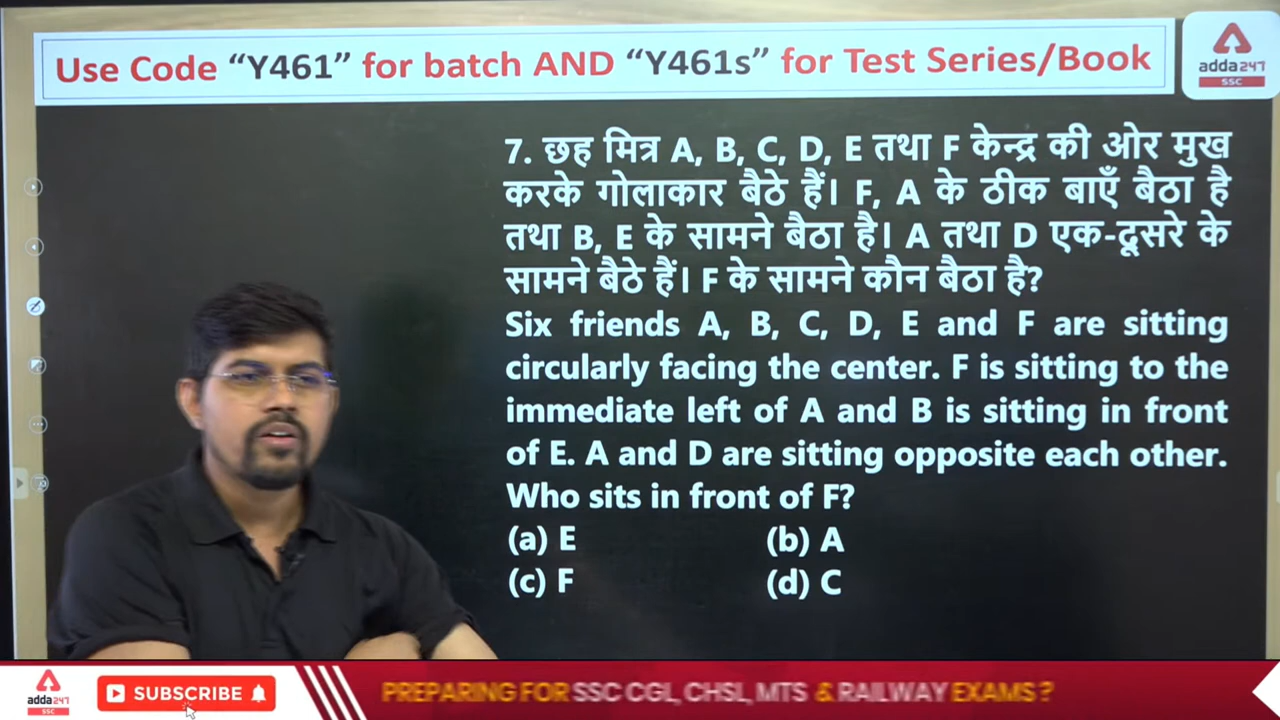 Use Code “Y461” for batch AND “Y461s” for Test Series/Book
adda247
SSC
7. छह मित्र A, B, C, D, E तथा F केन्द्र की ओर मुख
करके गोलाकार बैठे हैं। F, A के ठीक बाएँ बैठा है
तथा B, E के सामने बैठा है। A तथा D एक-दूसरे के
सामने बैठे हैं। F के सामने कौन बैठा है?
Six friends A, B, C, D, E and F are sitting
circularly facing the center. F is sitting to the
immediate left of A and B is sitting in front
of E. A and D are sitting opposite each other.
Who sits in front of F?
(a) E (b) A
(c) F (d) C
adda247
SSC
SUBSCRIBE
PREPARING FOR SSC CGL, CHSL, MTS & RAILWAY EXAMS ?